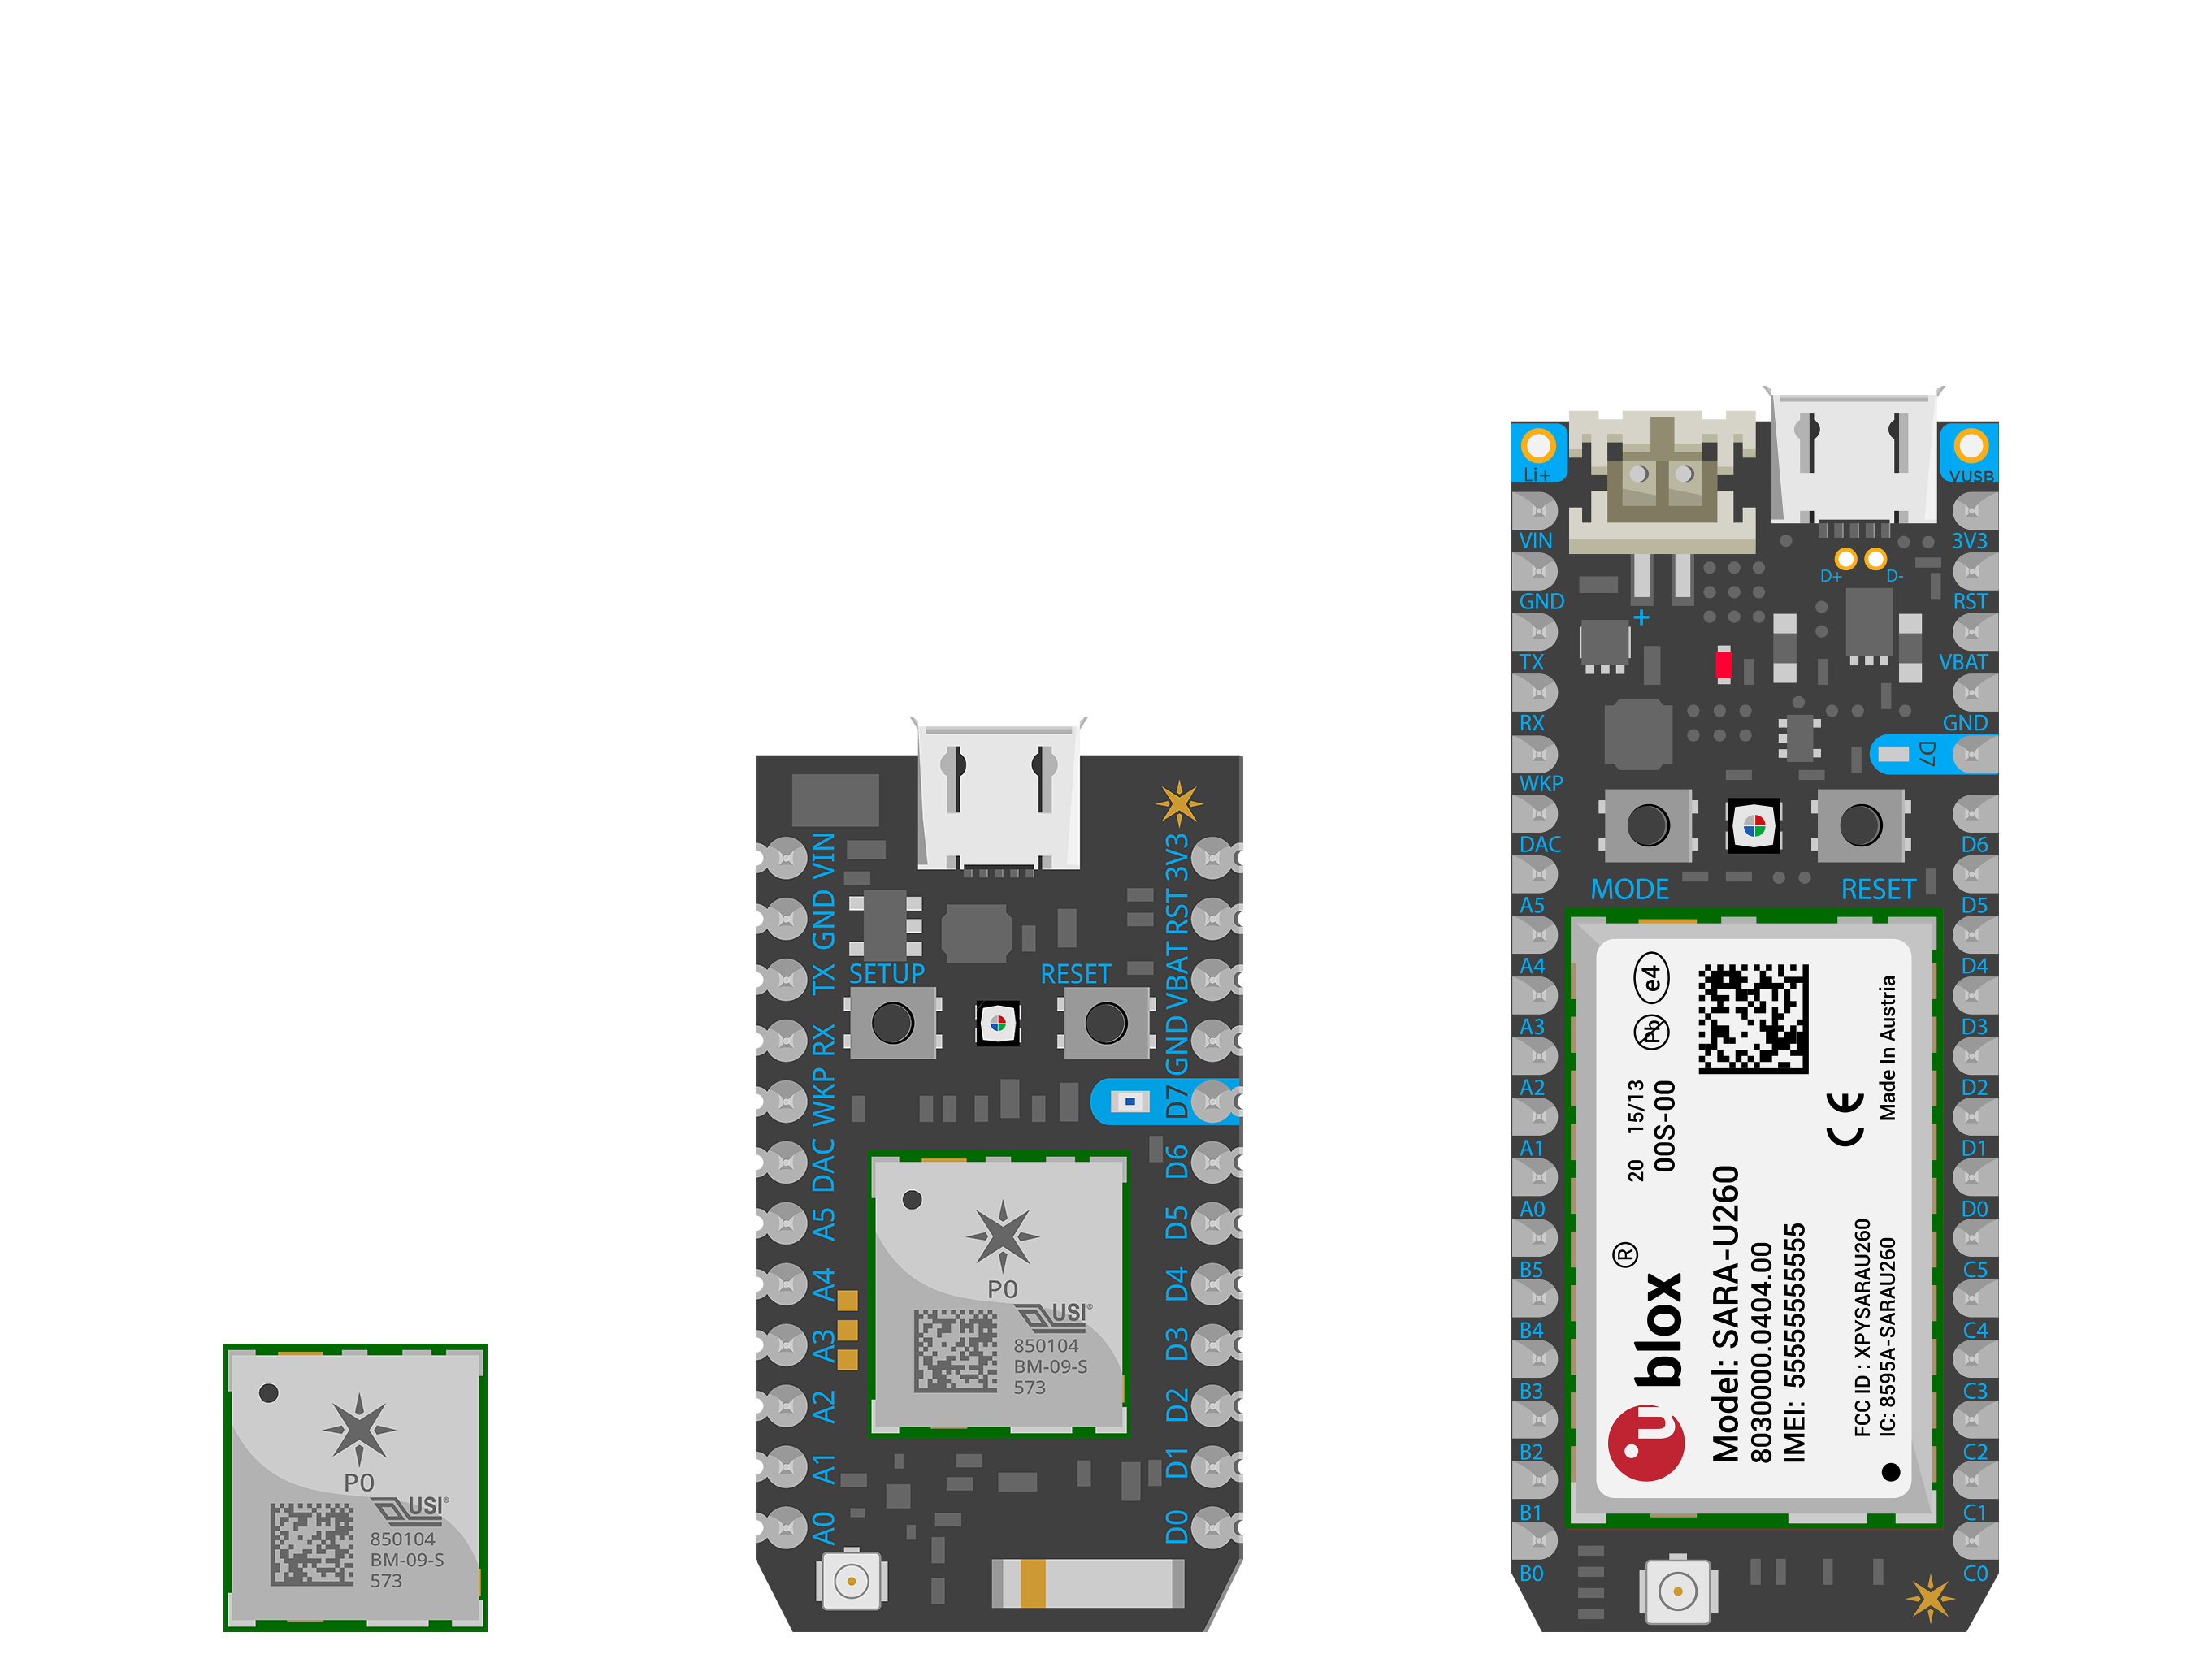 P0
USI®
850104
BM-09-S
573
VIN
GND
TX
RX
WKP
DAC
A5
A4
A3
A2
A1
A0
SETUP
RESET
3V3
RST
VBAT
GND
D7
D6
D5
D4
D3
D2
D1
D0
P0
USI®
850104
BM-09-S
573
Li+
VIN
GND
TX
RX
WKP
DAC
A5
A4
A3
A2
A1
A0
B5
B4
B3
B2
B1
B0
+
D+
D-
MODE
RESET
VUSB
3V3
RST
VBAT
GND
D7
D6
D5
D4
D3
D2
D1
D0
C5
C4
C3
C2
C1
C0
u blox®
20 15/13
00S-00
Pb
e4
Model: SARA-U260
8030000.0404.00
IMEI: 555555555555
CE
FCC ID : XPYSARAU260
IC: 8595A-SARAU260
Made In Austria